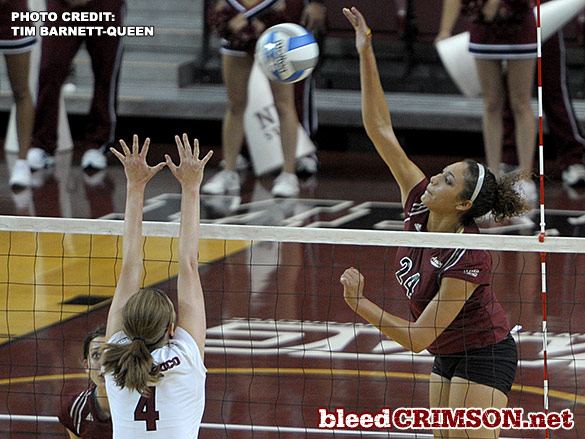 PHOTO CREDIT:
TIM BARNETT-QUEEN
24
4
bleedCRIMSON.net